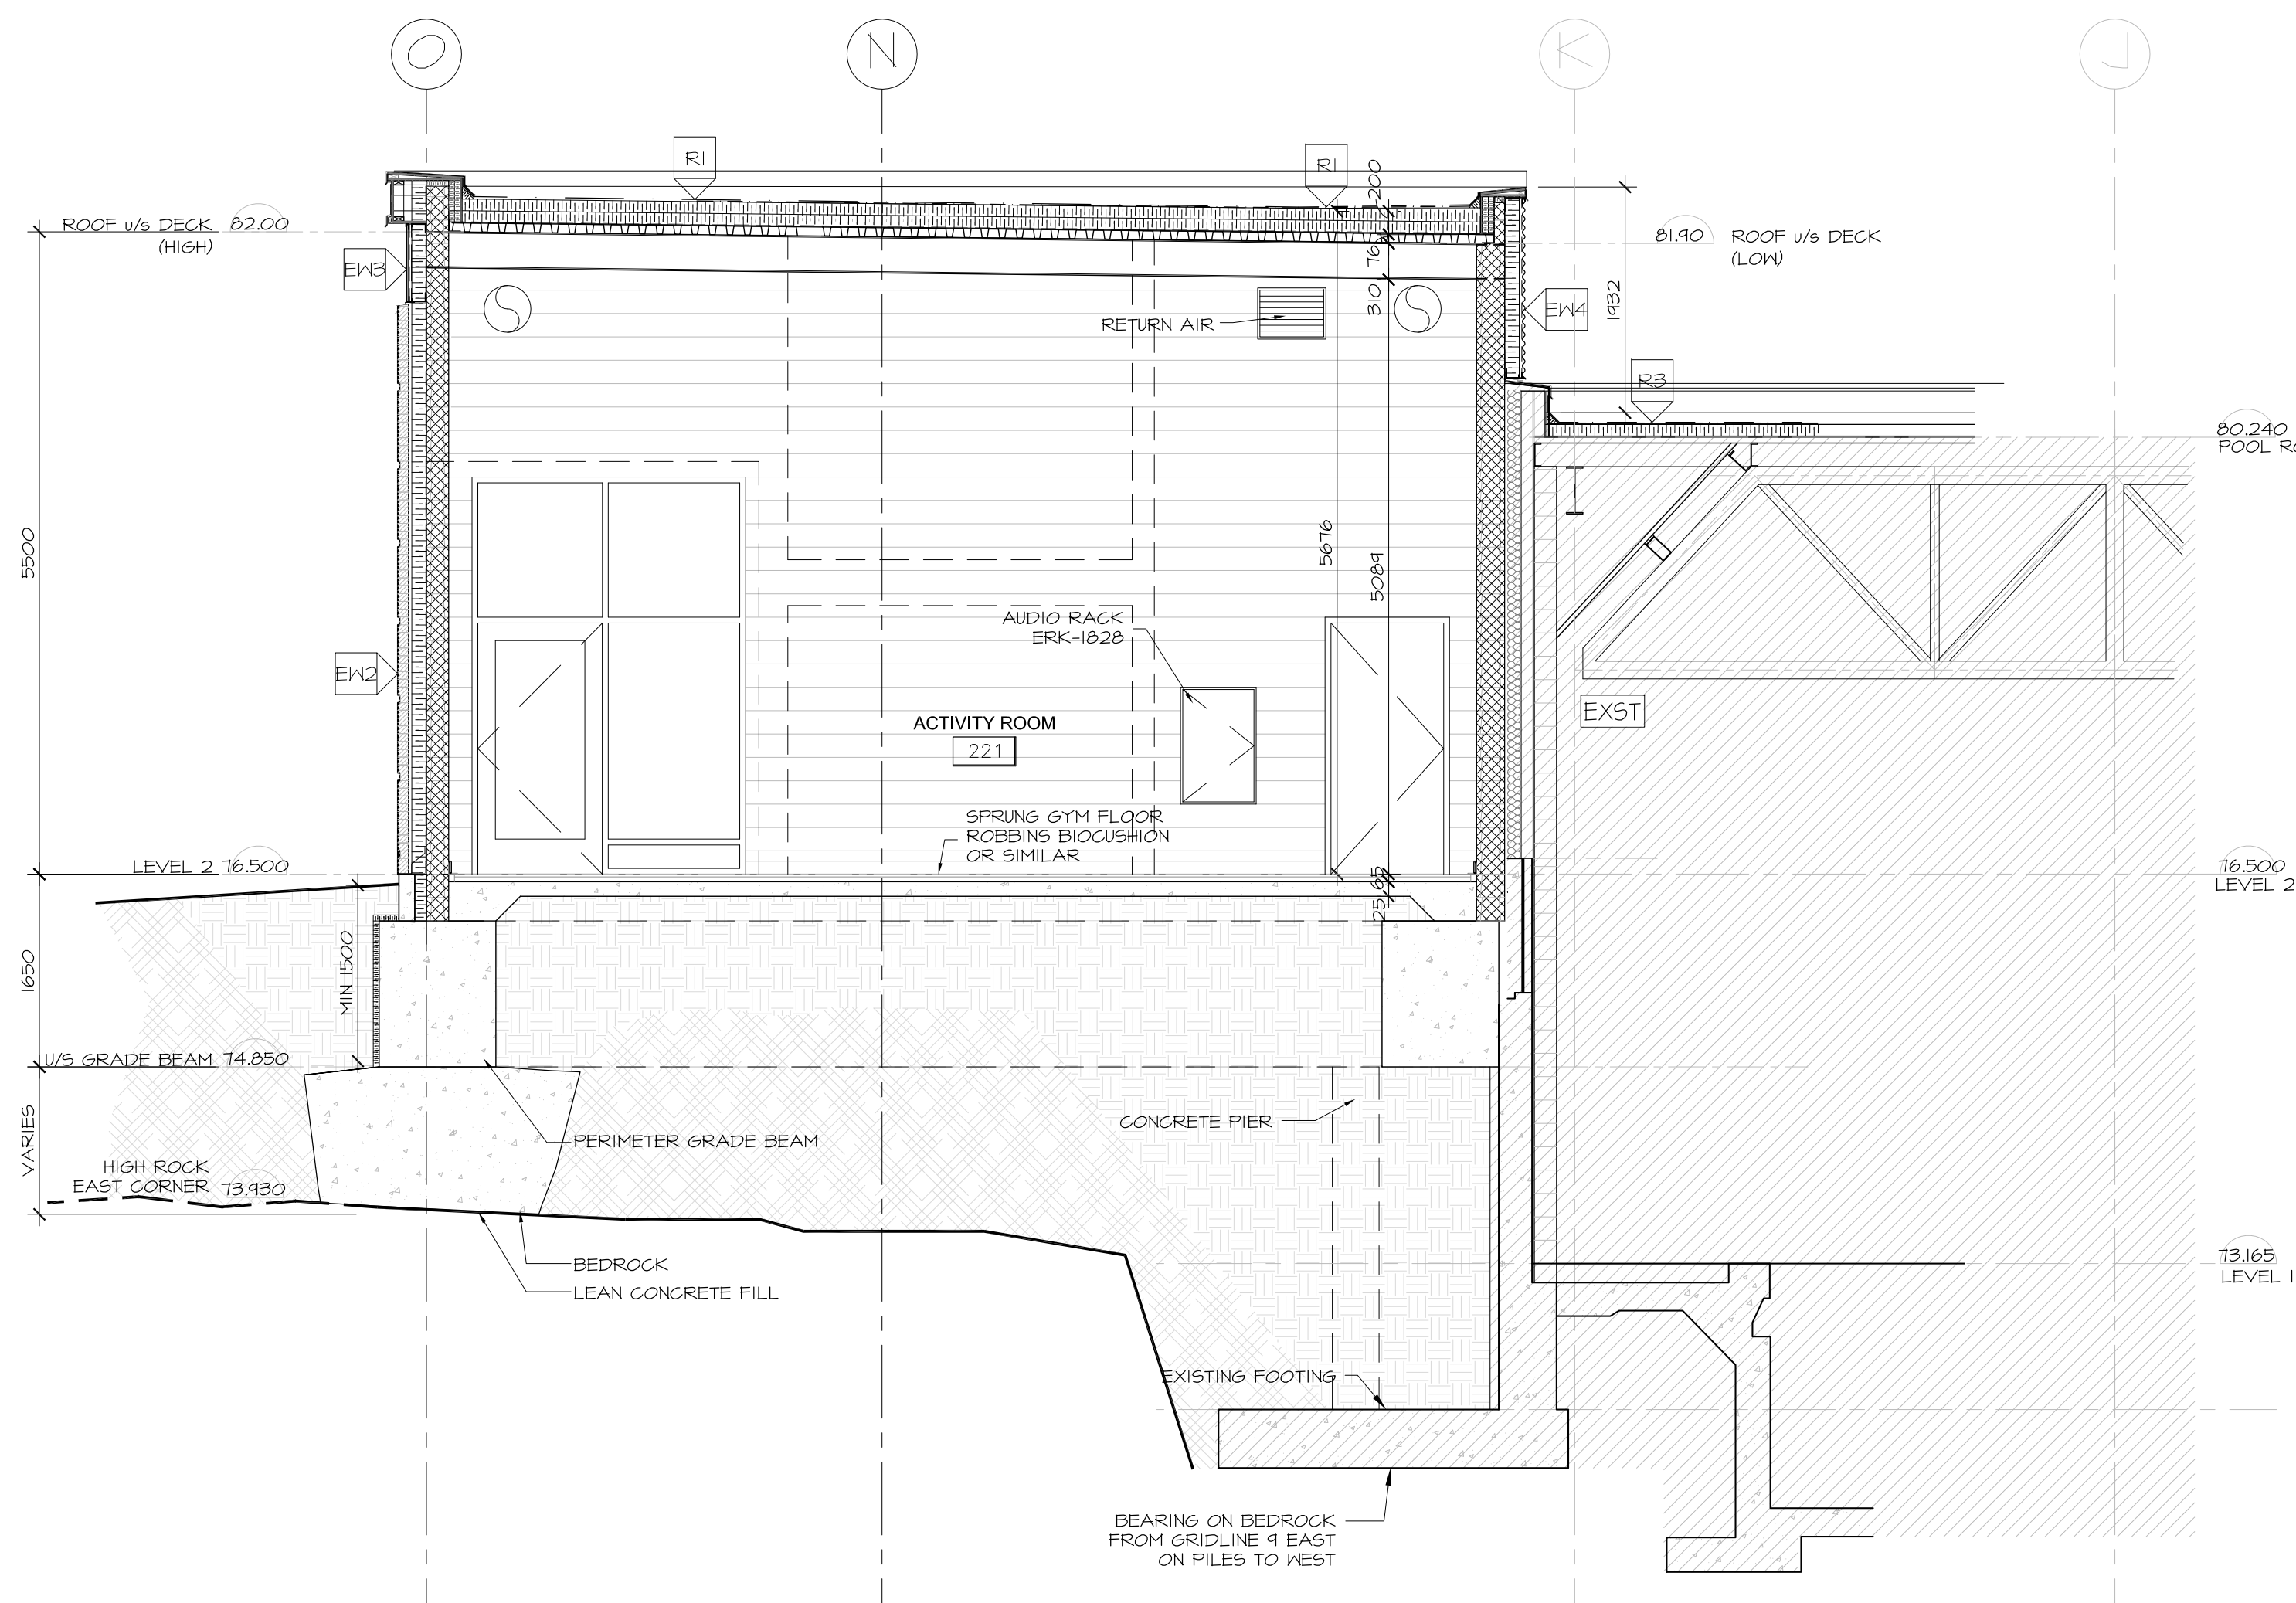 O
N
K
J
R1
R1
200
ROOF u/s DECK 82.00
(HIGH)
81.90 ROOF u/s DECK
(LOW)
76
EW3
310
EW4
1932
RETURN AIR
R3
80.240
5500
5676
5089
AUDIO RACK
ERK-1828
EW2
EXST
ACTIVITY ROOM
221
SPRUNG GYM FLOOR
ROBBINS BIOCUSHION
OR SIMILAR
LEVEL 2 76.500
76.500
LEVEL 2
65
125
1650
MIN 1500
U/S GRADE BEAM 74.850
CONCRETE PIER
VARIES
PERIMETER GRADE BEAM
HIGH ROCK
EAST CORNER 73.930
BEDROCK
LEAN CONCRETE FILL
73.165
LEVEL 1
EXISTING FOOTING
BEARING ON BEDROCK
FROM GRIDLINE 9 EAST
ON PILES TO WEST